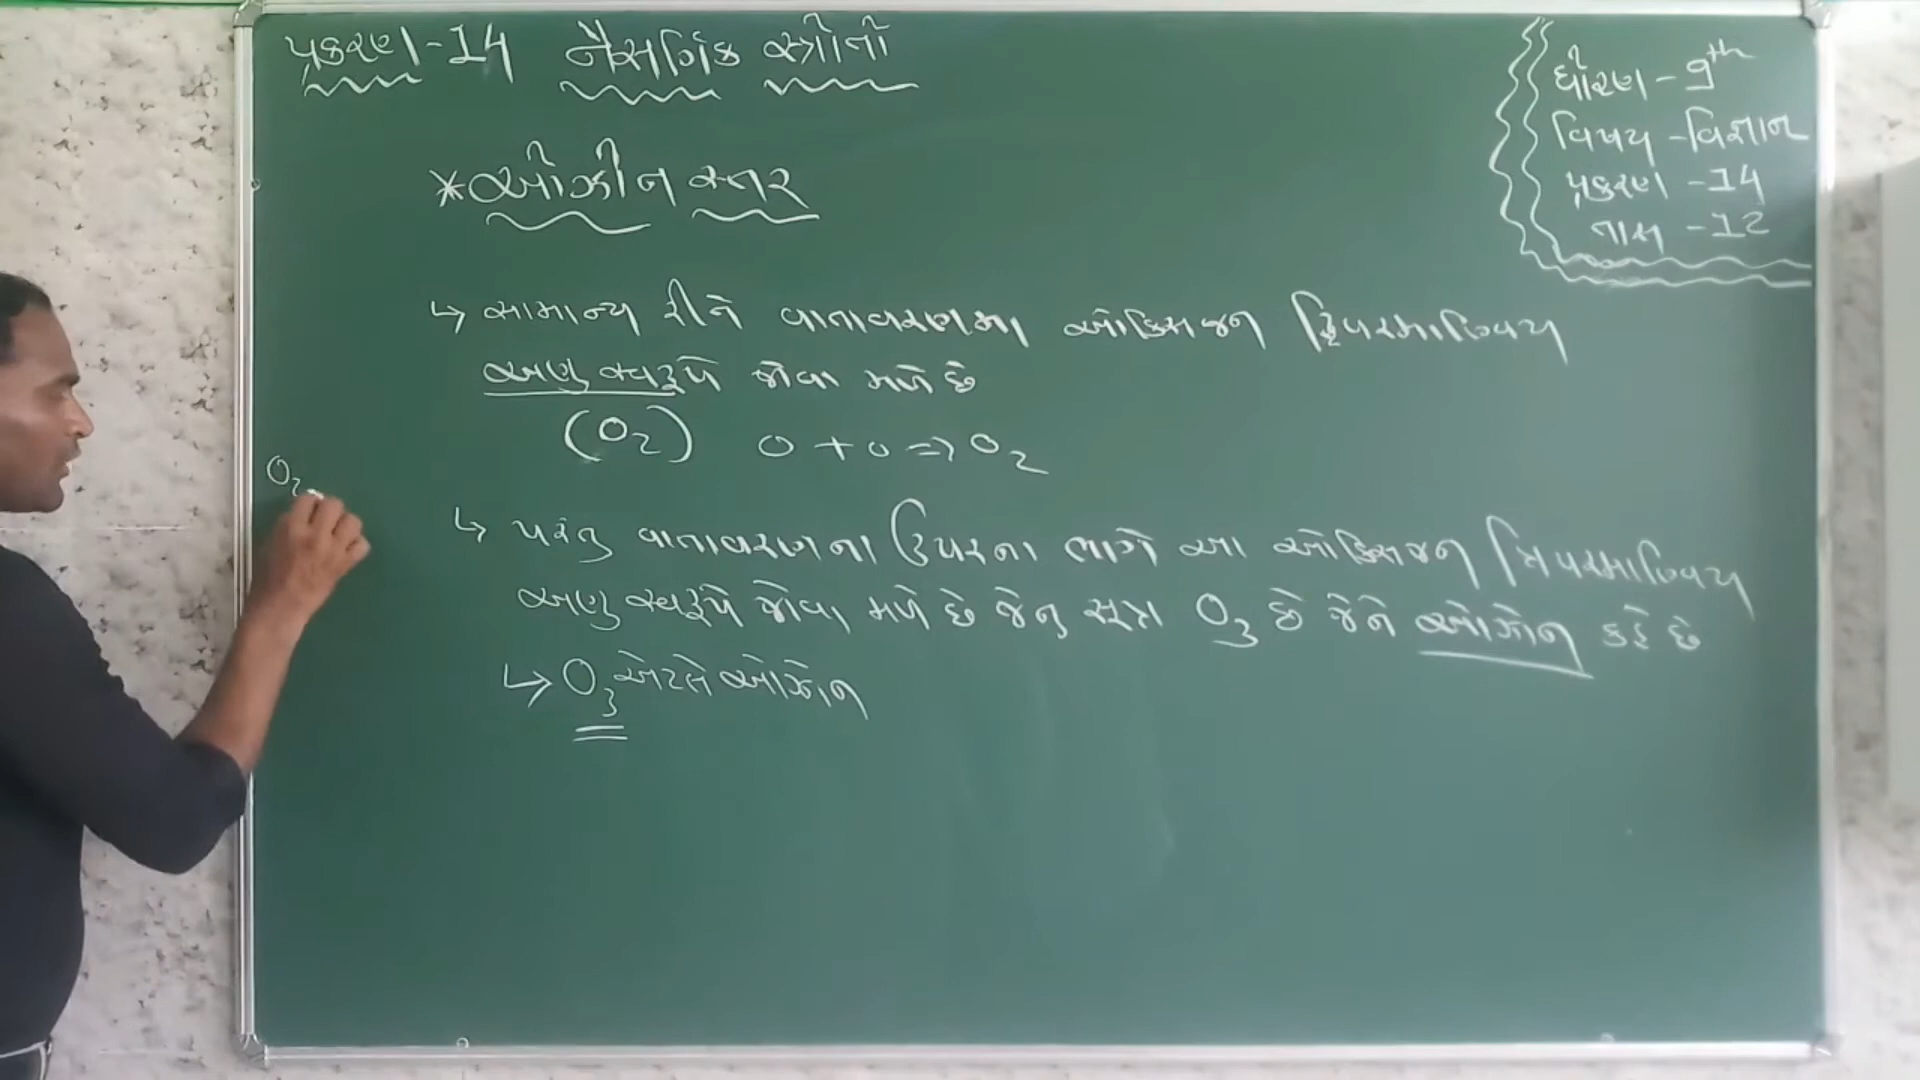 પ્રકરણ-14 નૈસર્ગિક સ્ત્રોતો
ધોરણ - 9th
વિષય - વિજ્ઞાન
પ્રકરણ - 14
તાસ - 12
* ઓઝોન સ્તર
↳ સામાન્ય રીતે વાતાવરણમા ઓક્સિજન દ્વિપરમાણ્વિય
અણુ સ્વરૂપે જોવા મળે છે
(O₂) O + O => O₂
O₂
↳ પરંતુ વાતાવરણના ઉપરના ભાગે આ ઓક્સિજન ત્રિપરમાણ્વિય
અણુ સ્વરૂપે જોવા મળે છે જેનુ સૂત્ર O₃ છે જેને ઓઝોન કહે છે
↳ O₃ એટલે ઓઝોન